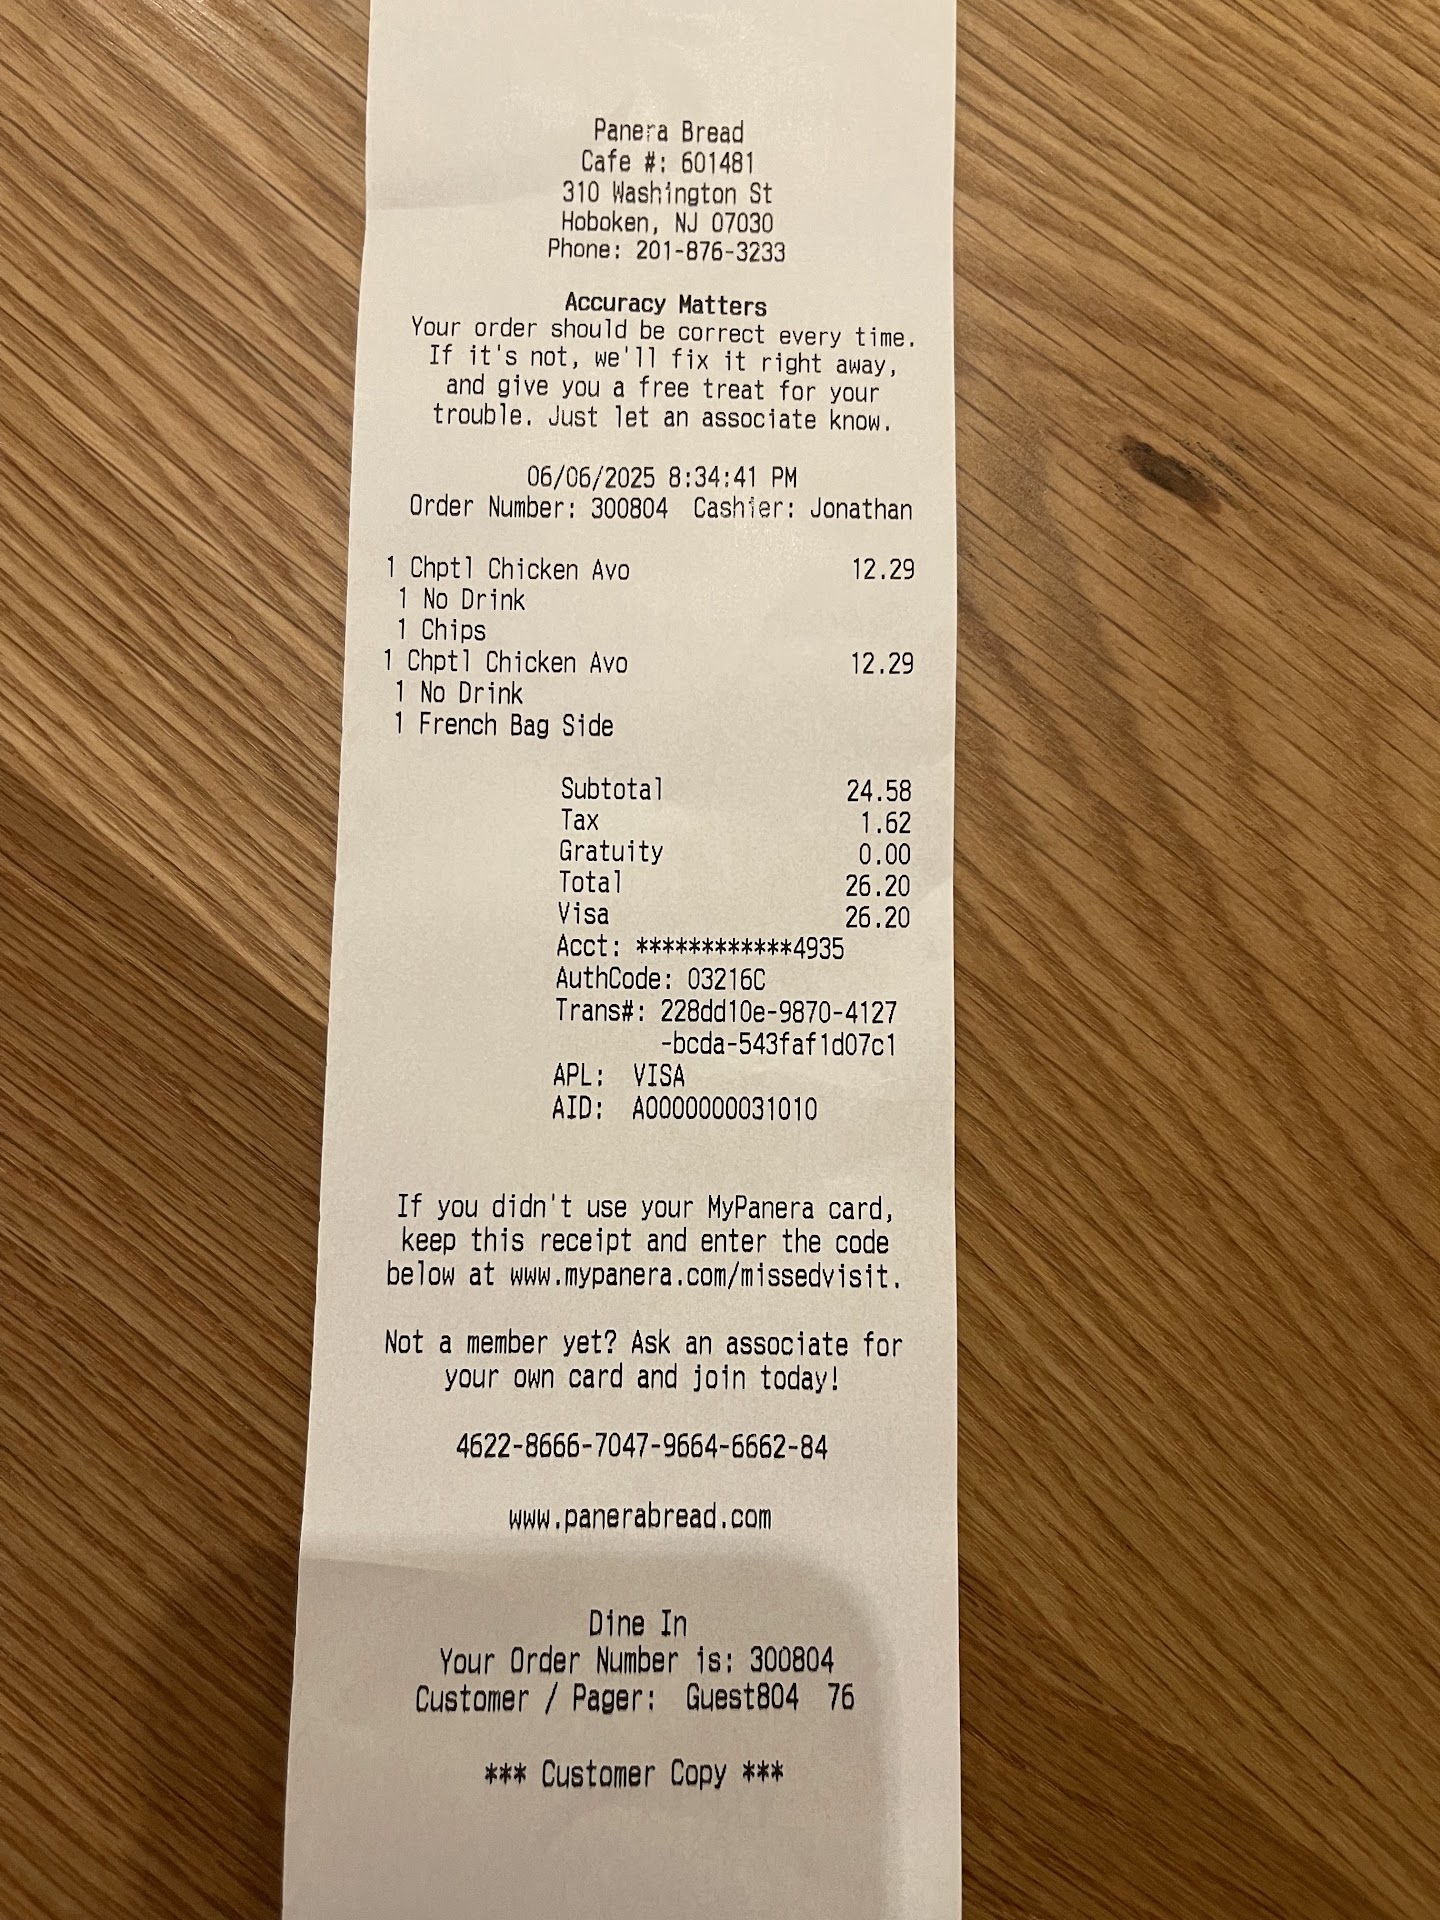 Panera Bread
Cafe #: 601481
310 Washington St
Hoboken, NJ 07030
Phone: 201-876-3233
Accuracy Matters
Your order should be correct every time.
If it's not, we'll fix it right away,
and give you a free treat for your
trouble. Just let an associate know.
06/06/2025 8:34:41 PM
Order Number: 300804 Cashier: Jonathan
1 Chptl Chicken Avo 12.29
1 No Drink
1 Chips
1 Chptl Chicken Avo 12.29
1 No Drink
1 French Bag Side
Subtotal 24.58
Tax 1.62
Gratuity 0.00
Total 26.20
Visa 26.20
Acct: ************4935
AuthCode: 03216C
Trans#: 228dd10e-9870-4127
-bcda-543faf1d07c1
APL: VISA
AID: A0000000031010
If you didn't use your MyPanera card,
keep this receipt and enter the code
below at www.mypanera.com/missedvisit.
Not a member yet? Ask an associate for
your own card and join today!
4622-8666-7047-9664-6662-84
www.panerabread.com
Dine In
Your Order Number is: 300804
Customer / Pager: Guest804 76
*** Customer Copy ***